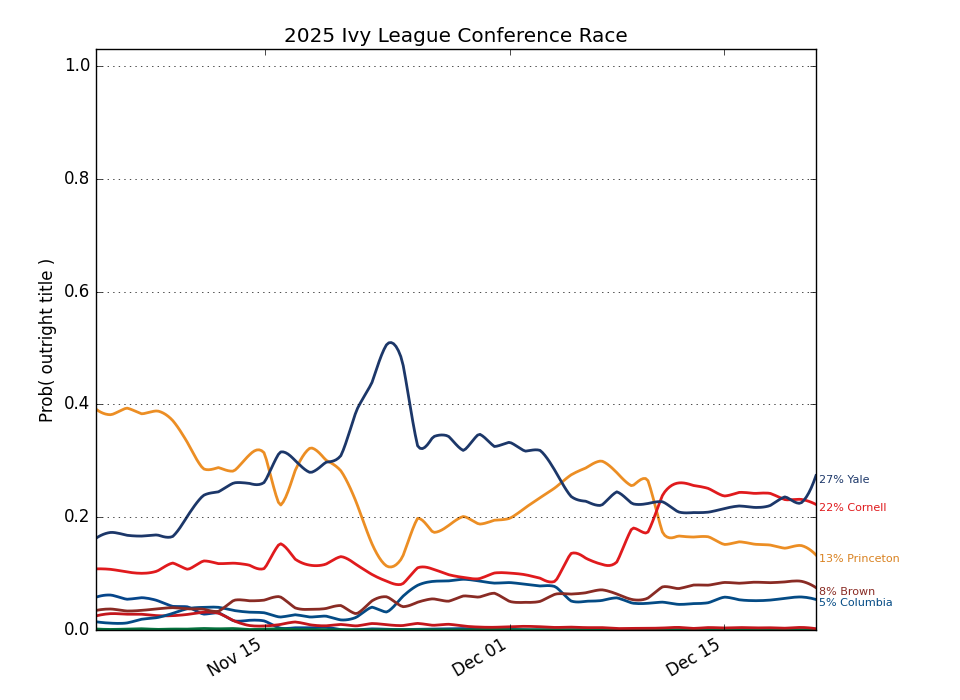 2025 Ivy League Conference Race
Prob( outright title )
1.0
0.8
0.6
0.4
0.2
0.0
Nov 15
Dec 01
Dec 15
27% Yale
22% Cornell
13% Princeton
8% Brown
5% Columbia